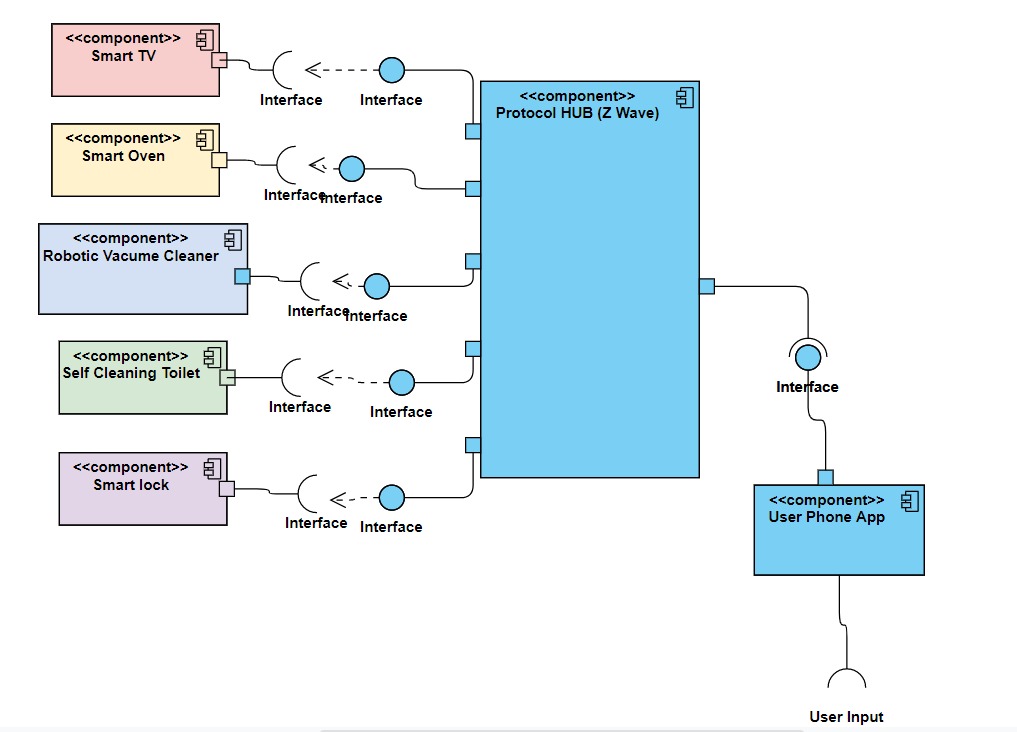 <<component>>
Smart TV
Interface
Interface
<<component>>
Protocol HUB (Z Wave)
<<component>>
Smart Oven
Interface
Interface
<<component>>
Robotic Vacume Cleaner
Interface
Interface
<<component>>
Self Cleaning Toilet
Interface
Interface
Interface
<<component>>
Smart lock
Interface
Interface
<<component>>
User Phone App
User Input